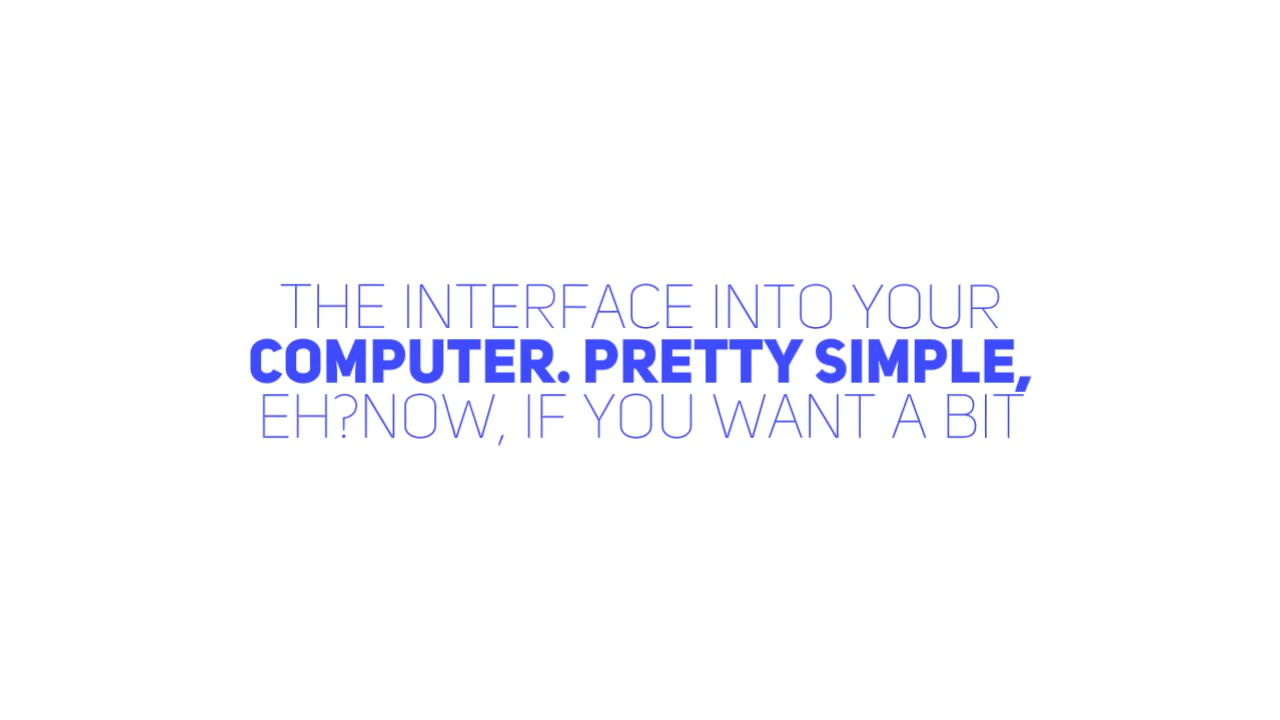 THE INTERFACE INTO YOUR
COMPUTER. PRETTY SIMPLE,
EH?NOW, IF YOU WANT A BIT